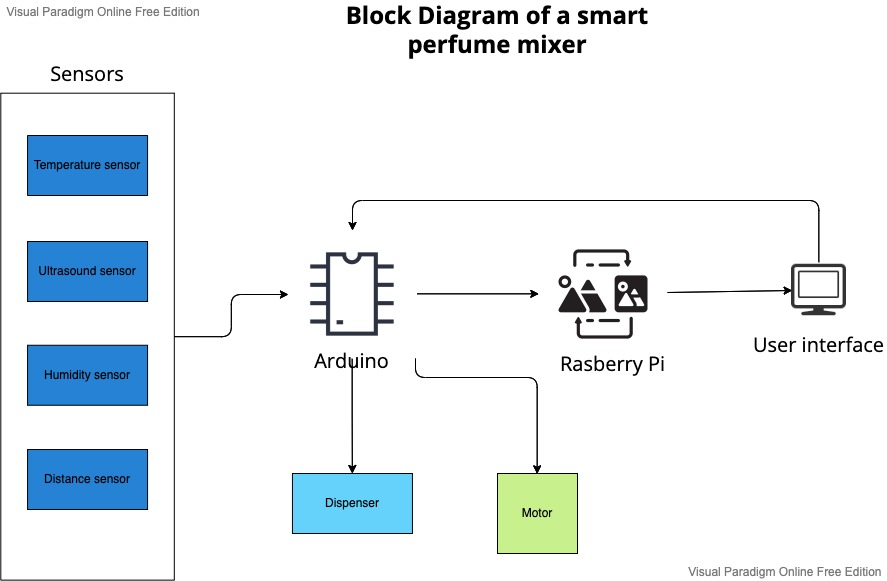 Visual Paradigm Online Free Edition
Block Diagram of a smart
perfume mixer
Sensors
Temperature sensor
Ultrasound sensor
Humidity sensor
Distance sensor
Arduino
Rasberry Pi
User interface
Dispenser
Motor
Visual Paradigm Online Free Edition